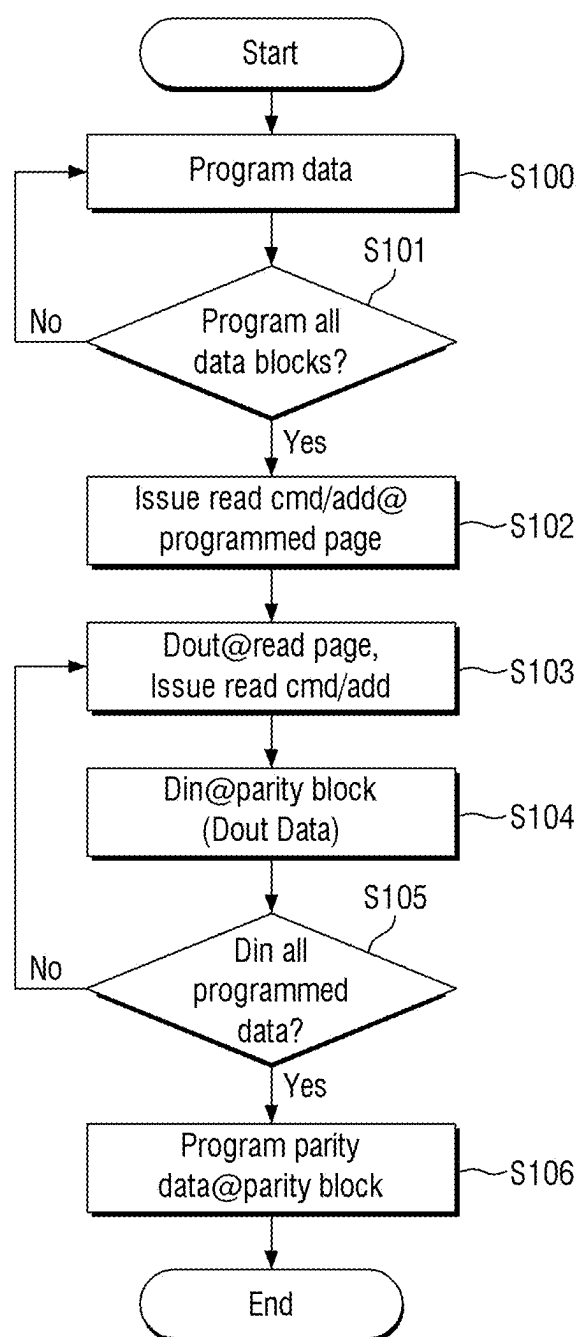 Start
Program data
S100
S101
No
Program all
data blocks?
Yes
Issue read cmd/add@
programmed page
S102
Dout@read page,
Issue read cmd/add
S103
Din@parity block
(Dout Data)
S104
S105
No
Din all
programmed
data?
Yes
Program parity
data@parity block
S106
End